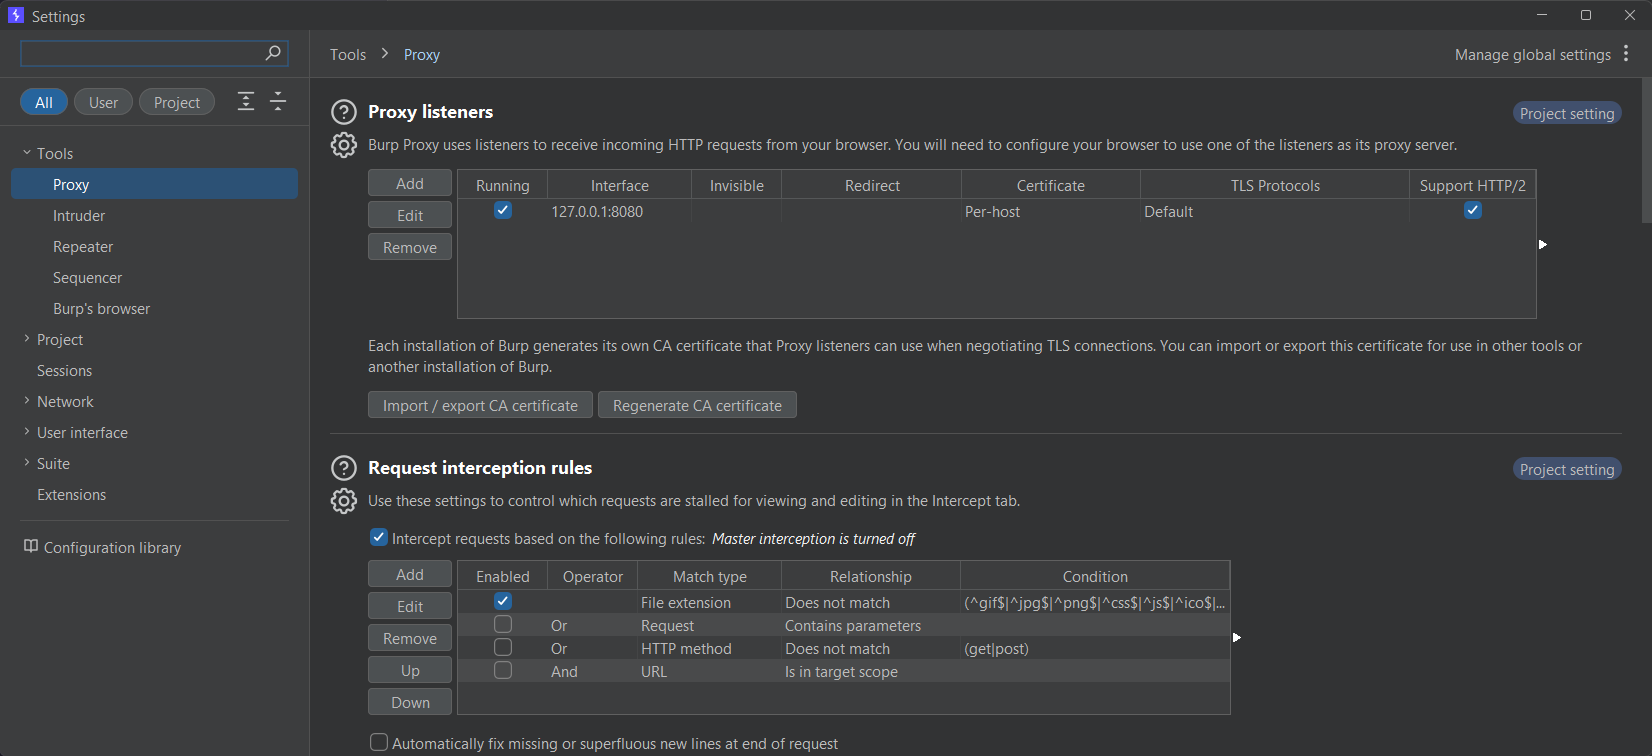 Settings
Tools > Proxy
Manage global settings
All User Project
Tools
Proxy
Intruder
Repeater
Sequencer
Burp's browser
Project
Sessions
Network
User interface
Suite
Extensions
Configuration library
Proxy listeners
Project setting
Burp Proxy uses listeners to receive incoming HTTP requests from your browser. You will need to configure your browser to use one of the listeners as its proxy server.
Add
Edit
Remove
Running Interface Invisible Redirect Certificate TLS Protocols Support HTTP/2
127.0.0.1:8080 Per-host Default
Each installation of Burp generates its own CA certificate that Proxy listeners can use when negotiating TLS connections. You can import or export this certificate for use in other tools or
another installation of Burp.
Import / export CA certificate Regenerate CA certificate
Request interception rules
Project setting
Use these settings to control which requests are stalled for viewing and editing in the Intercept tab.
Intercept requests based on the following rules: Master interception is turned off
Add
Edit
Remove
Up
Down
Enabled Operator Match type Relationship Condition
File extension Does not match (^gif$|^jpg$|^png$|^css$|^js$|^ico$|...
Or Request Contains parameters
Or HTTP method Does not match (get|post)
And URL Is in target scope
Automatically fix missing or superfluous new lines at end of request